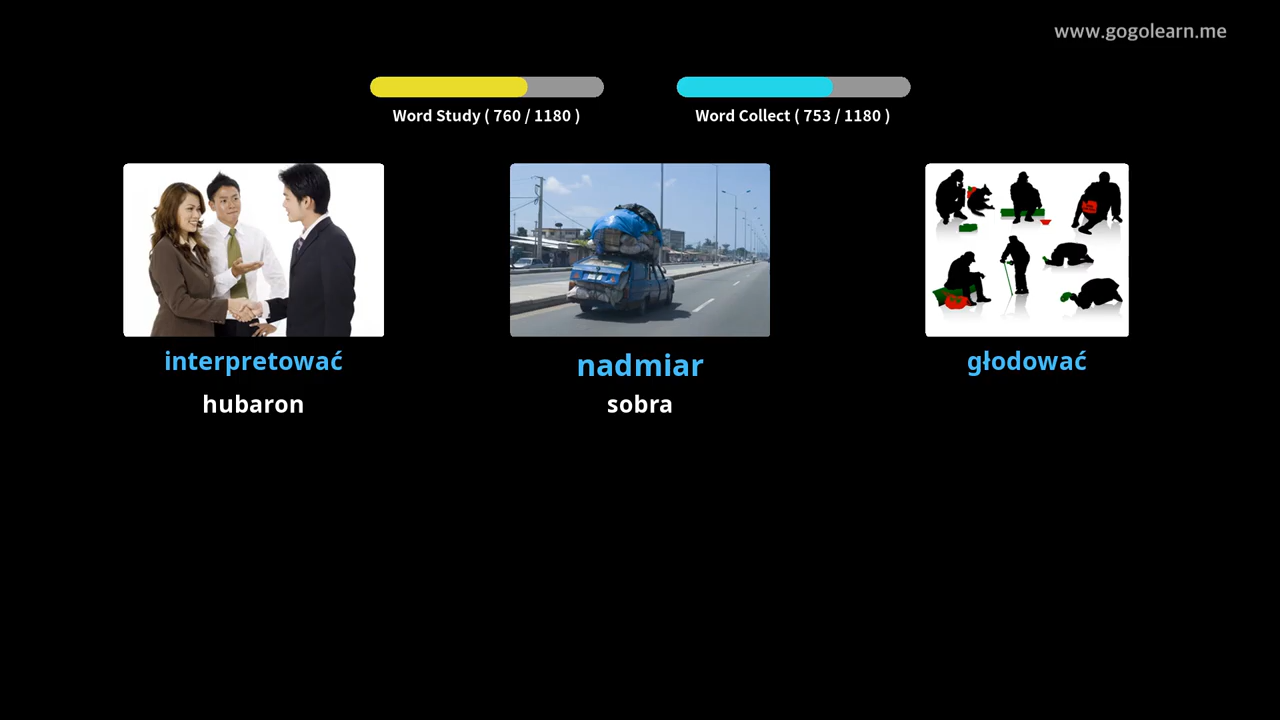 www.gogolearn.me
Word Study ( 760 / 1180 )
Word Collect ( 753 / 1180 )
interpretować
nadmiar
głodować
hubaron
sobra